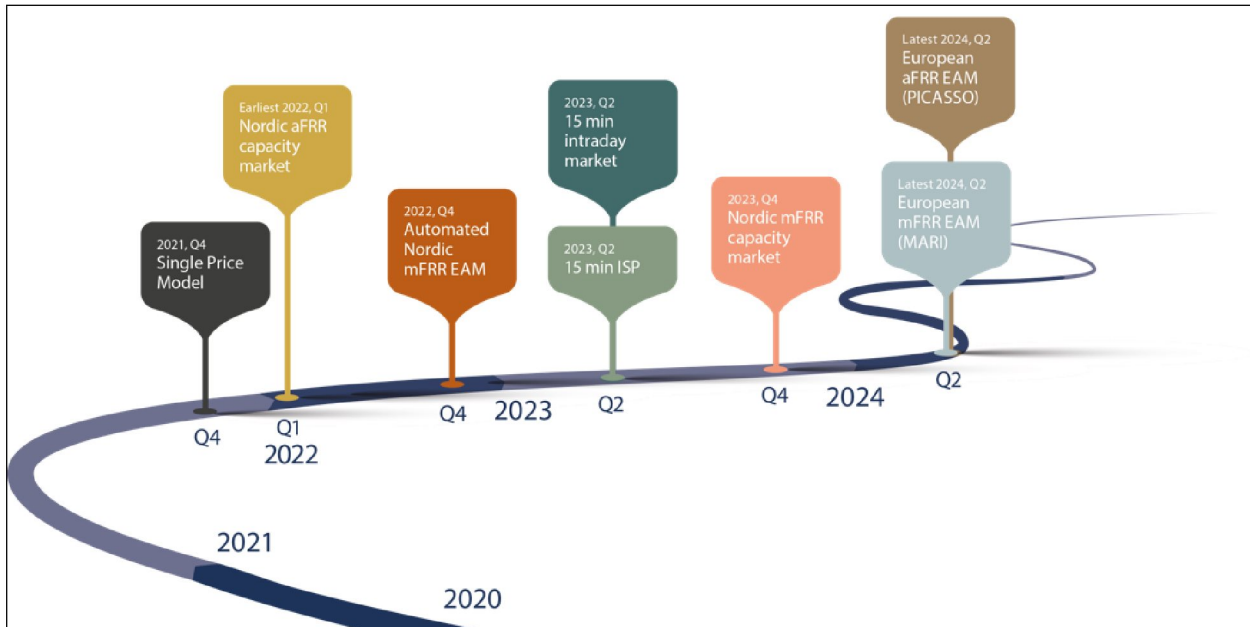 2021, Q4
Single Price
Model
Earliest 2022, Q1
Nordic aFRR
capacity
market
2022, Q4
Automated
Nordic
mFRR EAM
2023, Q2
15 min
intraday
market
2023, Q2
15 min ISP
2023, Q4
Nordic mFRR
capacity
market
Latest 2024, Q2
European
aFRR EAM
(PICASSO)
Latest 2024, Q2
European
mFRR EAM
(MARI)
Q4
Q1
2022
Q4
2023
Q2
Q4
2024
Q2
2021
2020